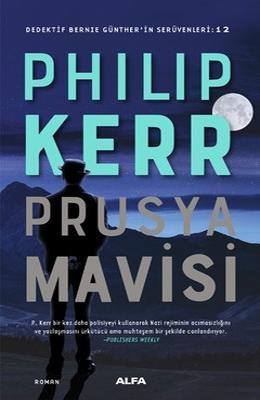 DEDEKTİF BERNIE GÜNTHER'İN SERÜVENLERİ: 12
PHILIP
KERR
PRUSYA
MAVİSİ
P. Kerr bir kez daha polisiyeyi kullanarak Nazi rejiminin acımasızlığını
ve yozlaşmasını ürkütücü ama muhteşem bir şekilde canlandırıyor.
–PUBLISHERS WEEKLY
ROMAN
ALFA